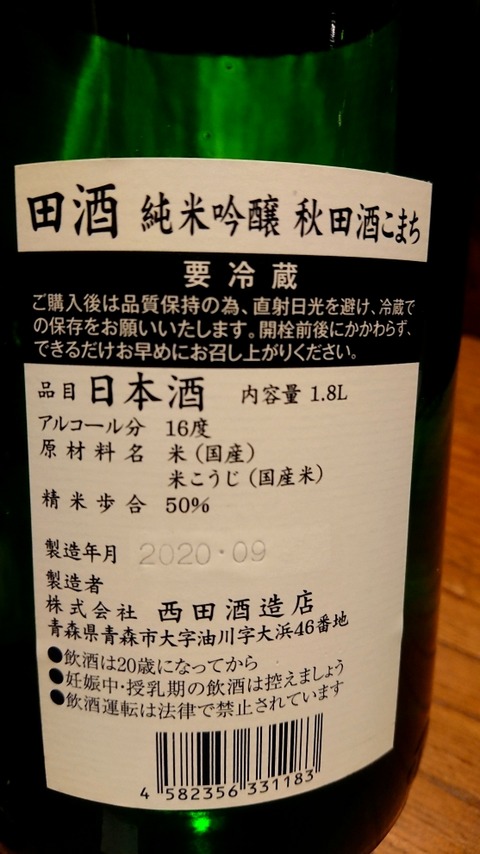 田酒 純米吟醸 秋田酒こまち
要冷蔵
ご購入後は品質保持の為、直射日光を避け、冷蔵で
の保存をお願いいたします。開栓前後にかかわらず、
できるだけお早めにお召し上がりください。
品目 日本酒 内容量 1.8L
アルコール分 16度
原材料名 米(国産)
米こうじ(国産米)
精米歩合 50%
製造年月 2020・09
製造者
株式会社 西田酒造店
青森県青森市大字油川字大浜46番地
●飲酒は20歳になってから
●妊娠中・授乳期の飲酒は控えましょう
●飲酒運転は法律で禁止されています
4 582356 331183